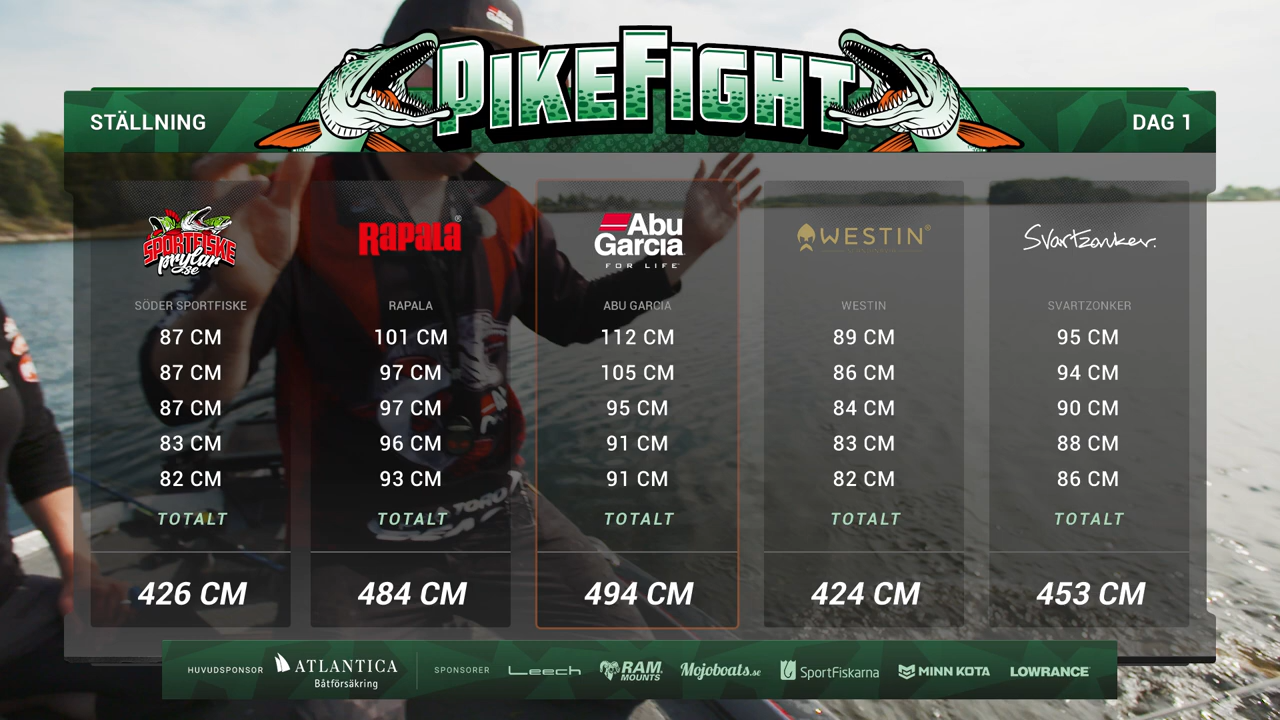 PIKEFIGHT
STÄLLNING
DAG 1
SPORTFISKE
prylar
.se
RAPALA®
Abu
Garcia
FOR LIFE
WESTIN®
Svartzonker.
SÖDER SPORTFISKE
87 CM
87 CM
87 CM
83 CM
82 CM
TOTALT
426 CM
RAPALA
101 CM
97 CM
97 CM
96 CM
93 CM
TOTALT
484 CM
ABU GARCIA
112 CM
105 CM
95 CM
91 CM
91 CM
TOTALT
494 CM
WESTIN
89 CM
86 CM
84 CM
83 CM
82 CM
TOTALT
424 CM
SVARTZONKER
95 CM
94 CM
90 CM
88 CM
86 CM
TOTALT
453 CM
HUVUDSPONSOR
ATLANTICA
Båtförsäkring
SPONSORER
Leech
RAM
MOUNTS
Mojoboats.se
SportFiskarna
MINN KOTA
LOWRANCE